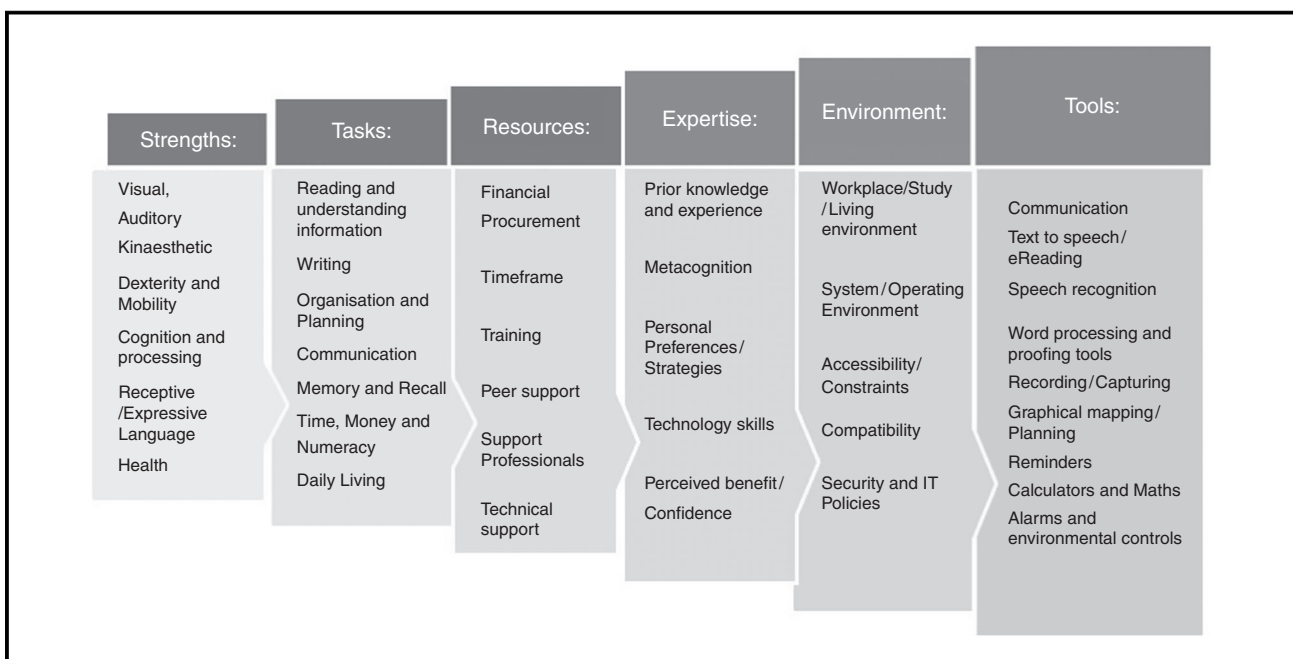 Strengths:
Visual,
Auditory
Kinaesthetic
Dexterity and
Mobility
Cognition and
processing
Receptive
/Expressive
Language
Health
Tasks:
Reading and
understanding
information
Writing
Organisation and
Planning
Communication
Memory and Recall
Time, Money and
Numeracy
Daily Living
Resources:
Financial
Procurement
Timeframe
Training
Peer support
Support
Professionals
Technical
support
Expertise:
Prior knowledge
and experience
Metacognition
Personal
Preferences/
Strategies
Technology skills
Perceived benefit/
Confidence
Environment:
Workplace/Study
/Living
environment
System/Operating
Environment
Accessibility/
Constraints
Compatibility
Security and IT
Policies
Tools:
Communication
Text to speech/
eReading
Speech recognition
Word processing and
proofing tools
Recording/Capturing
Graphical mapping/
Planning
Reminders
Calculators and Maths
Alarms and
environmental controls